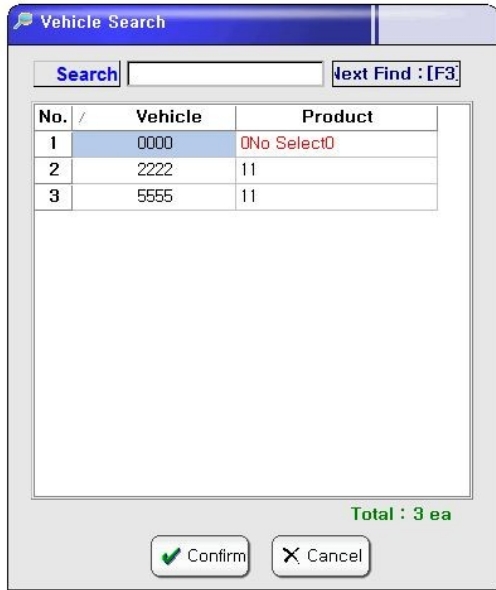 Vehicle Search
Search Next Find : [F3]
No. / Vehicle Product
1 0000 0No Select0
2 2222 11
3 5555 11
Total : 3 ea
Confirm Cancel